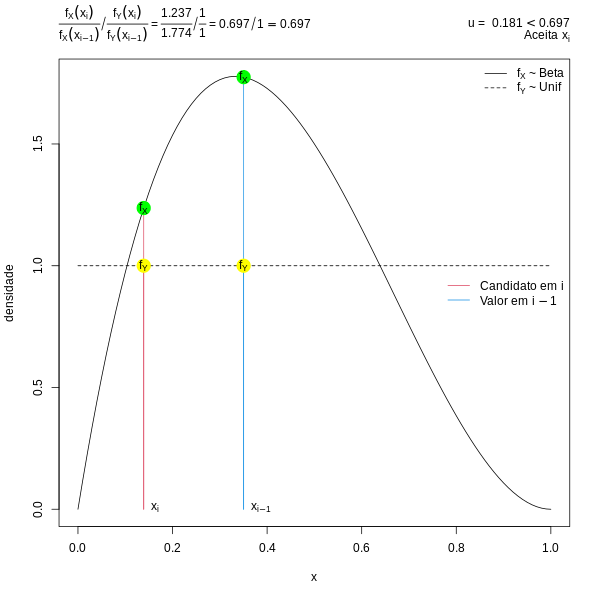 fX(xi) / fX(xi−1) / fY(xi) / fY(xi−1) = 1.237 / 1.774 / 1 / 1 = 0.697/1 = 0.697
u = 0.181 < 0.697
Aceita xi
fX ~ Beta
fY ~ Unif
fX
fX
fY
fY
Candidato em i
Valor em i − 1
xi
xi−1
densidade
0.0
0.5
1.0
1.5
0.0 0.2 0.4 0.6 0.8 1.0
x